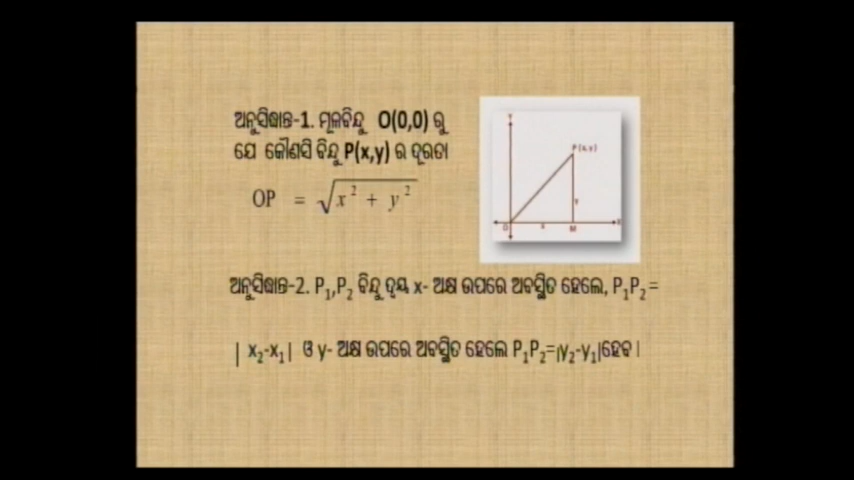 ଅନୁସିଦ୍ଧାନ୍ତ-1. ମୂଳବିନ୍ଦୁ O(0,0) ରୁ
ଯେ କୌଣସି ବିନ୍ଦୁ P(x,y) ର ଦୂରତା
OP = √x² + y²
Y
P(x,y)
Y
O x M X
ଅନୁସିଦ୍ଧାନ୍ତ-2. P₁,P₂ ବିନ୍ଦୁ ଦ୍ୱୟ x- ଅକ୍ଷ ଉପରେ ଅବସ୍ଥିତ ହେଲେ, P₁P₂ =
| x₂-x₁| ଓ y- ଅକ୍ଷ ଉପରେ ଅବସ୍ଥିତ ହେଲେ P₁P₂=|y₂-y₁|ହେବ।